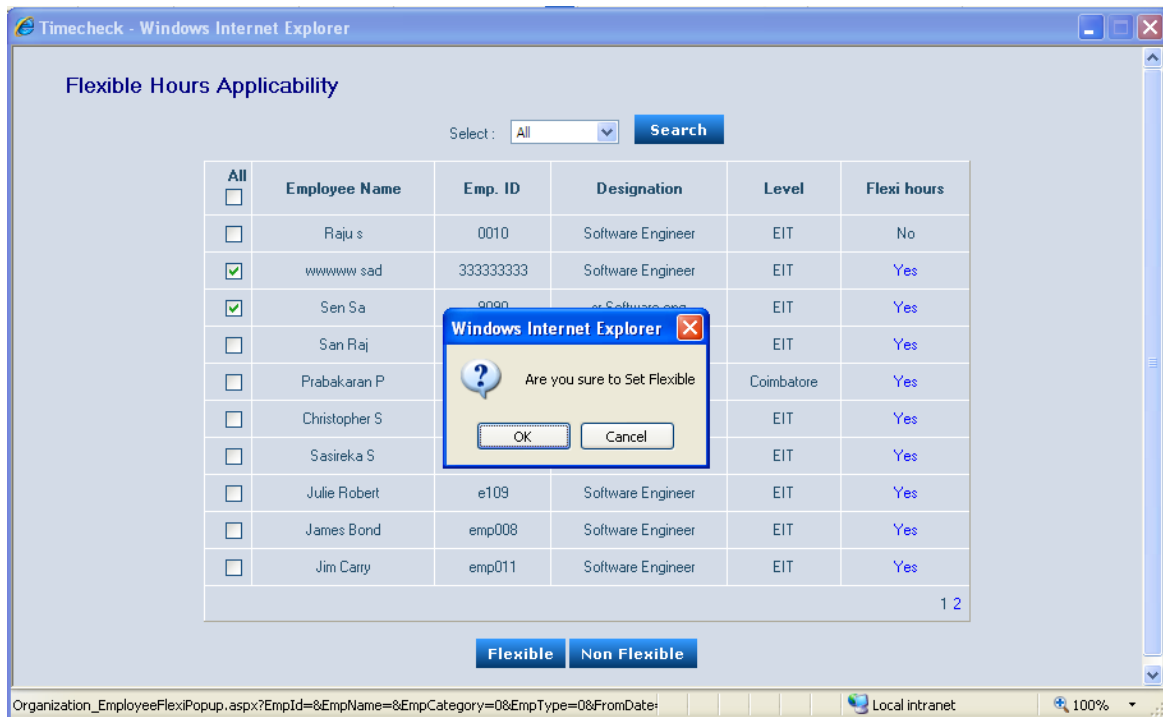 Timecheck - Windows Internet Explorer
Flexible Hours Applicability
Select : All Search
All Employee Name Emp. ID Designation Level Flexi hours
Raju s 0010 Software Engineer EIT No
wwwww sad 333333333 Software Engineer EIT Yes
Sen Sa 9090 er Software eng EIT Yes
San Raj EIT Yes
Prabakaran P Coimbatore Yes
Christopher S EIT Yes
Sasireka S EIT Yes
Julie Robert e109 Software Engineer EIT Yes
James Bond emp008 Software Engineer EIT Yes
Jim Carry emp011 Software Engineer EIT Yes
1 2
Windows Internet Explorer
Are you sure to Set Flexible
OK Cancel
Flexible Non Flexible
Organization_EmployeeFlexiPopup.aspx?EmpId=&EmpName=&EmpCategory=0&EmpType=0&FromDate= Local intranet 100%